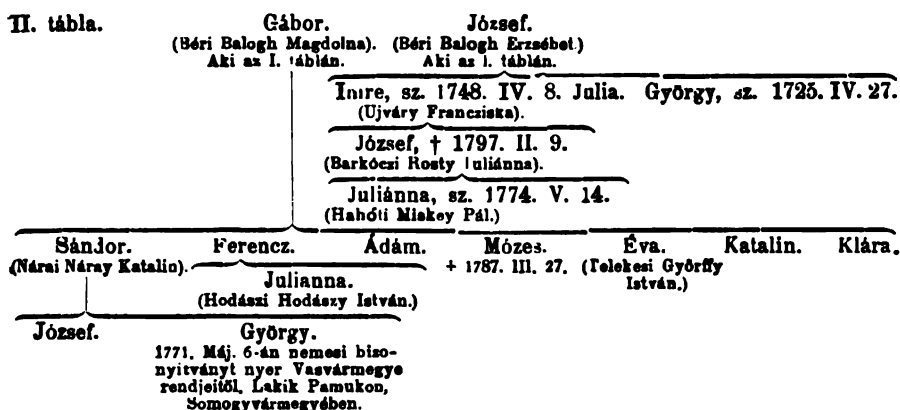 II. tábla. Gábor. József.
(Béri Balogh Magdolna). (Béri Balogh Erzsébet.)
Aki az I. táblán. Aki az I. táblán.
Imre, sz. 1748. IV. 8. Julia. György, sz. 1725. IV. 27.
(Ujváry Francziska).
József, † 1797. II. 9.
(Barkóczi Rosty Juliánna).
Juliánna, sz. 1774. V. 14.
(Hahóti Miskey Pál.)
Sándor. Ferencz. Ádám. Mózes. Éva. Katalin. Klára.
(Nárai Náray Katalin). † 1787. III. 27. (Telekesi Györffy
Julianna. István.)
(Hodászi Hodászy István.)
József. György.
1771. Máj. 6-án nemesi bizo-
nyitványt nyer Vasvármegye
rendjeitől. Lakik Pamukon,
Somogyvármegyében.